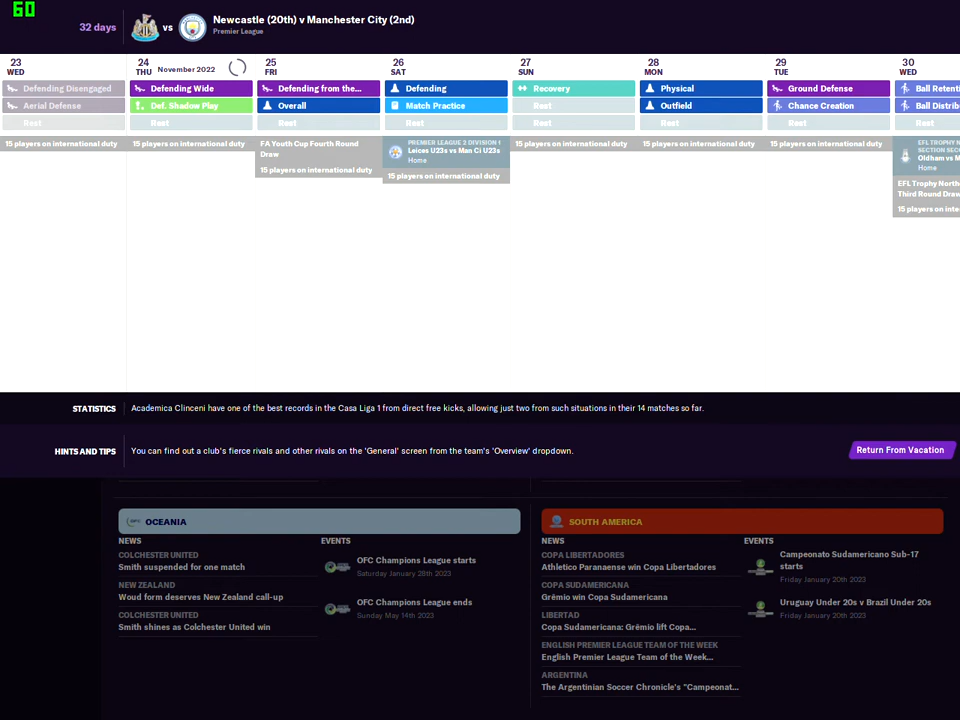 60
32 days
vs
Newcastle (20th) v Manchester City (2nd)
Premier League
23
WED
24
THU November 2022
25
FRI
26
SAT
27
SUN
28
MON
29
TUE
30
WED
Defending Disengaged
Defending Wide
Defending from the...
Defending
Recovery
Physical
Ground Defense
Ball Retenti
Aerial Defense
Def. Shadow Play
Overall
Match Practice
Rest
Outfield
Chance Creation
Ball Distrib
Rest
Rest
Rest
Rest
Rest
Rest
Rest
Rest
15 players on international duty
15 players on international duty
FA Youth Cup Fourth Round
Draw
15 players on international duty
PREMIER LEAGUE 2 DIVISION 1
Leices U23s vs Man Ci U23s
Home
15 players on international duty
15 players on international duty
15 players on international duty
15 players on international duty
EFL TROPHY N
SECTION SEC
Oldham vs M
Home
EFL Trophy North
Third Round Draw
15 players on inte
STATISTICS
Academica Clinceni have one of the best records in the Casa Liga 1 from direct free kicks, allowing just two from such situations in their 14 matches so far.
HINTS AND TIPS
You can find out a club's fierce rivals and other rivals on the 'General' screen from the team's 'Overview' dropdown.
Return From Vacation
OCEANIA
NEWS
COLCHESTER UNITED
Smith suspended for one match
NEW ZEALAND
Woud form deserves New Zealand call-up
COLCHESTER UNITED
Smith shines as Colchester United win
EVENTS
OFC Champions League starts
Saturday January 28th 2023
OFC Champions League ends
Sunday May 14th 2023
SOUTH AMERICA
NEWS
COPA LIBERTADORES
Athletico Paranaense win Copa Libertadores
COPA SUDAMERICANA
Grêmio win Copa Sudamericana
LIBERTAD
Copa Sudamericana: Grêmio lift Copa...
ENGLISH PREMIER LEAGUE TEAM OF THE WEEK
English Premier League Team of the Week...
ARGENTINA
The Argentinian Soccer Chronicle's "Campeonat...
EVENTS
Campeonato Sudamericano Sub-17
starts
Friday January 20th 2023
Uruguay Under 20s v Brazil Under 20s
Friday January 20th 2023